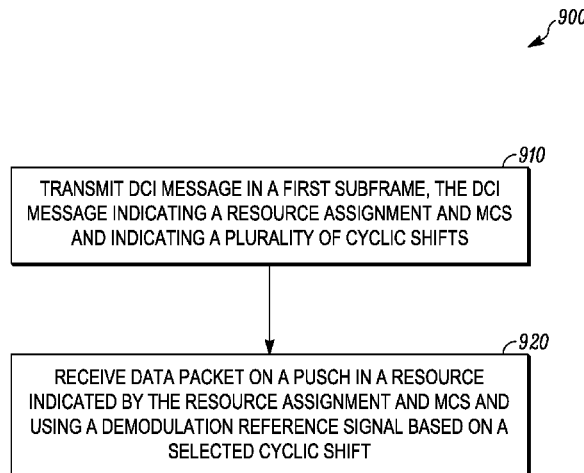 900
910
TRANSMIT DCI MESSAGE IN A FIRST SUBFRAME, THE DCI
MESSAGE INDICATING A RESOURCE ASSIGNMENT AND MCS
AND INDICATING A PLURALITY OF CYCLIC SHIFTS
920
RECEIVE DATA PACKET ON A PUSCH IN A RESOURCE
INDICATED BY THE RESOURCE ASSIGNMENT AND MCS AND
USING A DEMODULATION REFERENCE SIGNAL BASED ON A
SELECTED CYCLIC SHIFT